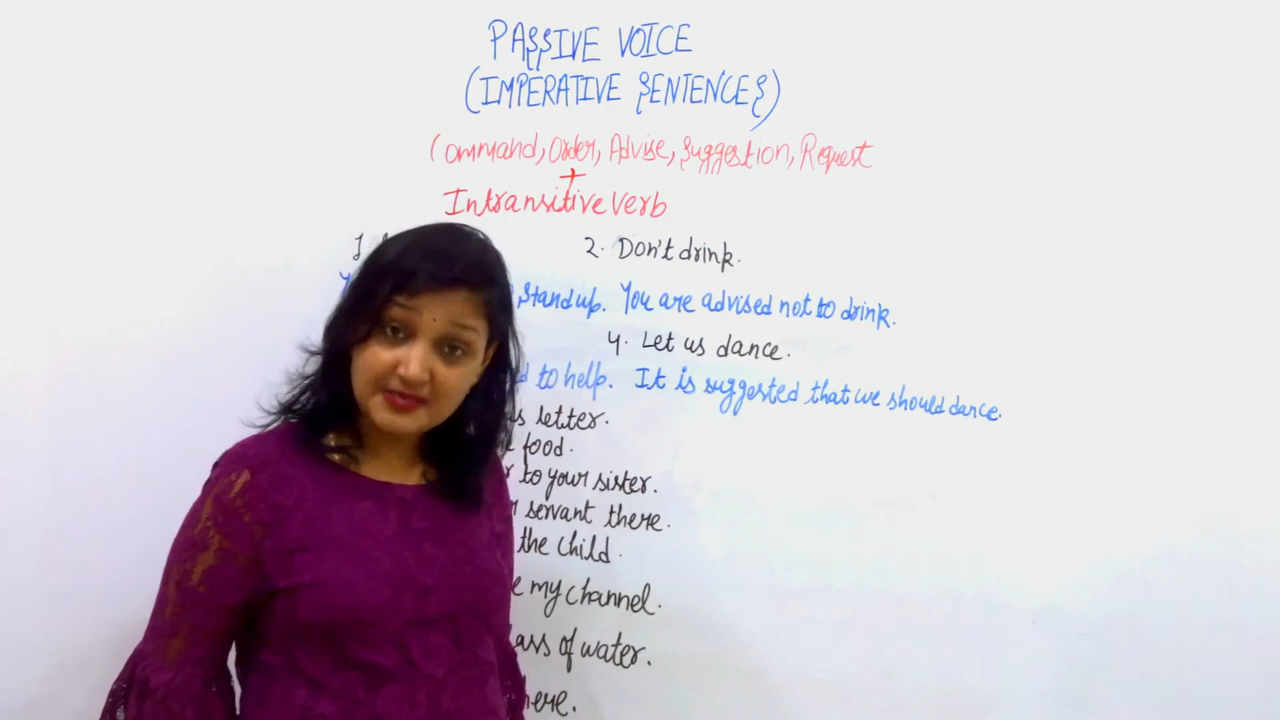 PASSIVE VOICE
(IMPERATIVE SENTENCES)
Command, Order, Advise, Suggestion, Request
+
Intransitive Verb
2. Don't drink.
Stand up. You are advised not to drink.
4. Let us dance.
to help. It is suggested that we should dance.
letter.
food.
to your sister.
servant there.
the child.
my channel.
of water.